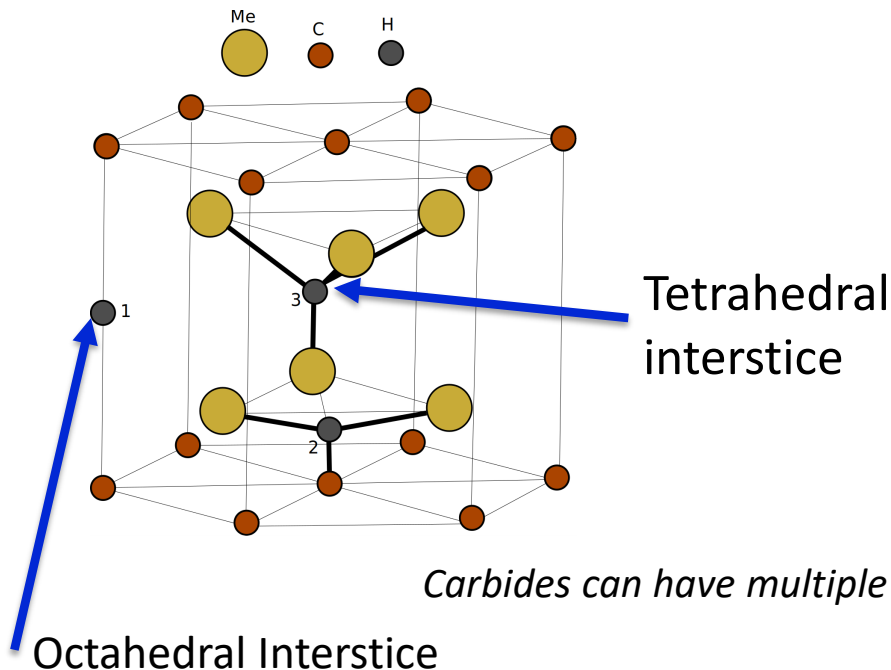 Me
C
H
1
3
2
Tetrahedral
interstice
Carbides can have multiple
Octahedral Interstice